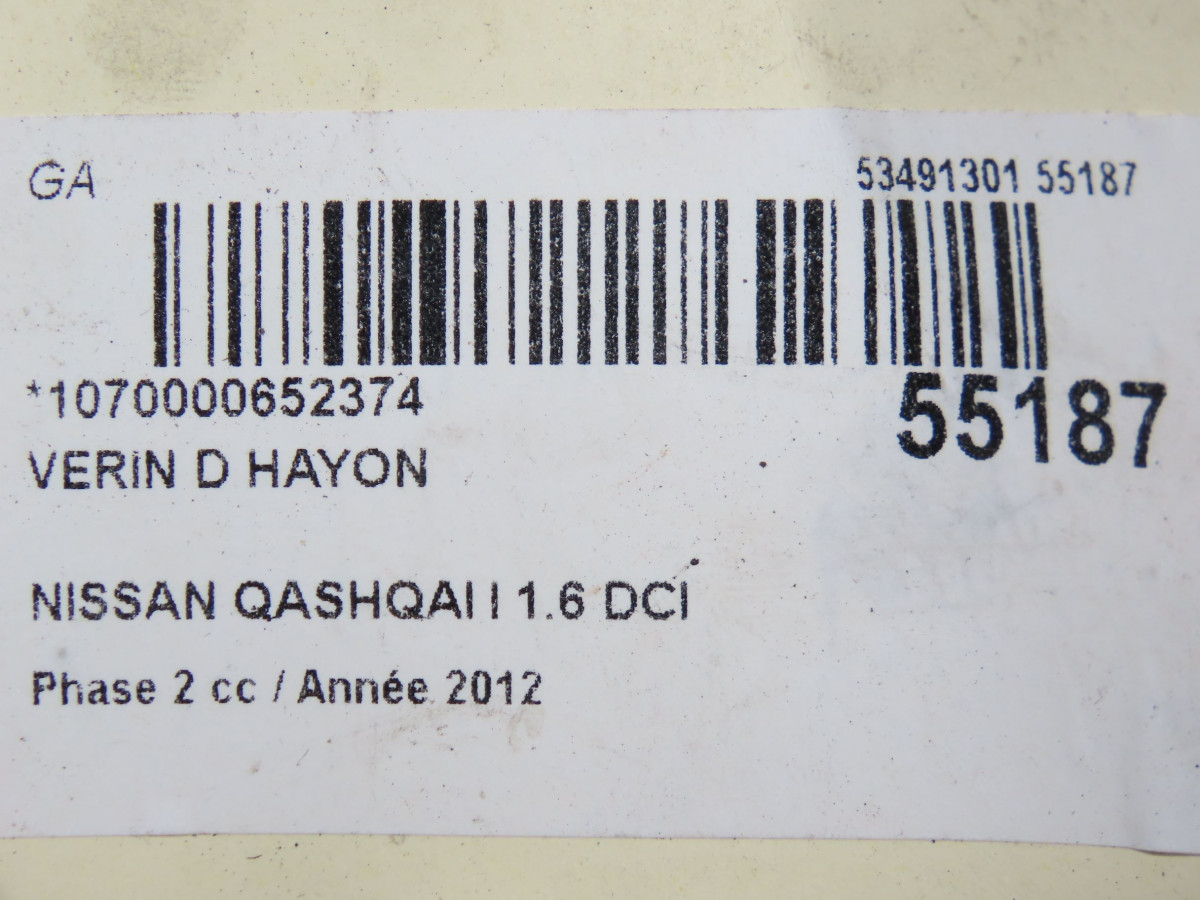 GA
53491301 55187
*1070000652374
55187
VERIN D HAYON
NISSAN QASHQAI I 1.6 DCI
Phase 2 cc / Année 2012